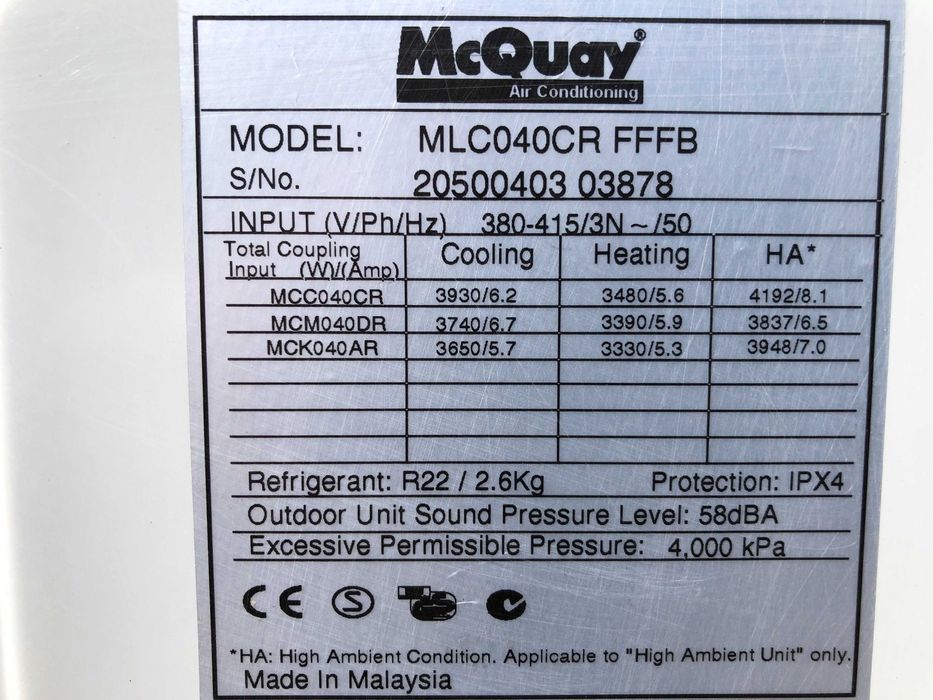 McQuay®
Air Conditioning
MODEL: MLC040CR FFFB
S/No. 20500403 03878
INPUT (V/Ph/Hz) 380-415/3N ~ /50
Total Coupling Input (W)/(Amp) Cooling Heating HA*
MCC040CR 3930/6.2 3480/5.6 4192/8.1
MCM040DR 3740/6.7 3390/5.9 3837/6.5
MCK040AR 3650/5.7 3330/5.3 3948/7.0
Refrigerant: R22 / 2.6Kg Protection: IPX4
Outdoor Unit Sound Pressure Level: 58dBA
Excessive Permissible Pressure: 4,000 kPa
CE S
*HA: High Ambient Condition. Applicable to "High Ambient Unit" only.
Made In Malaysia